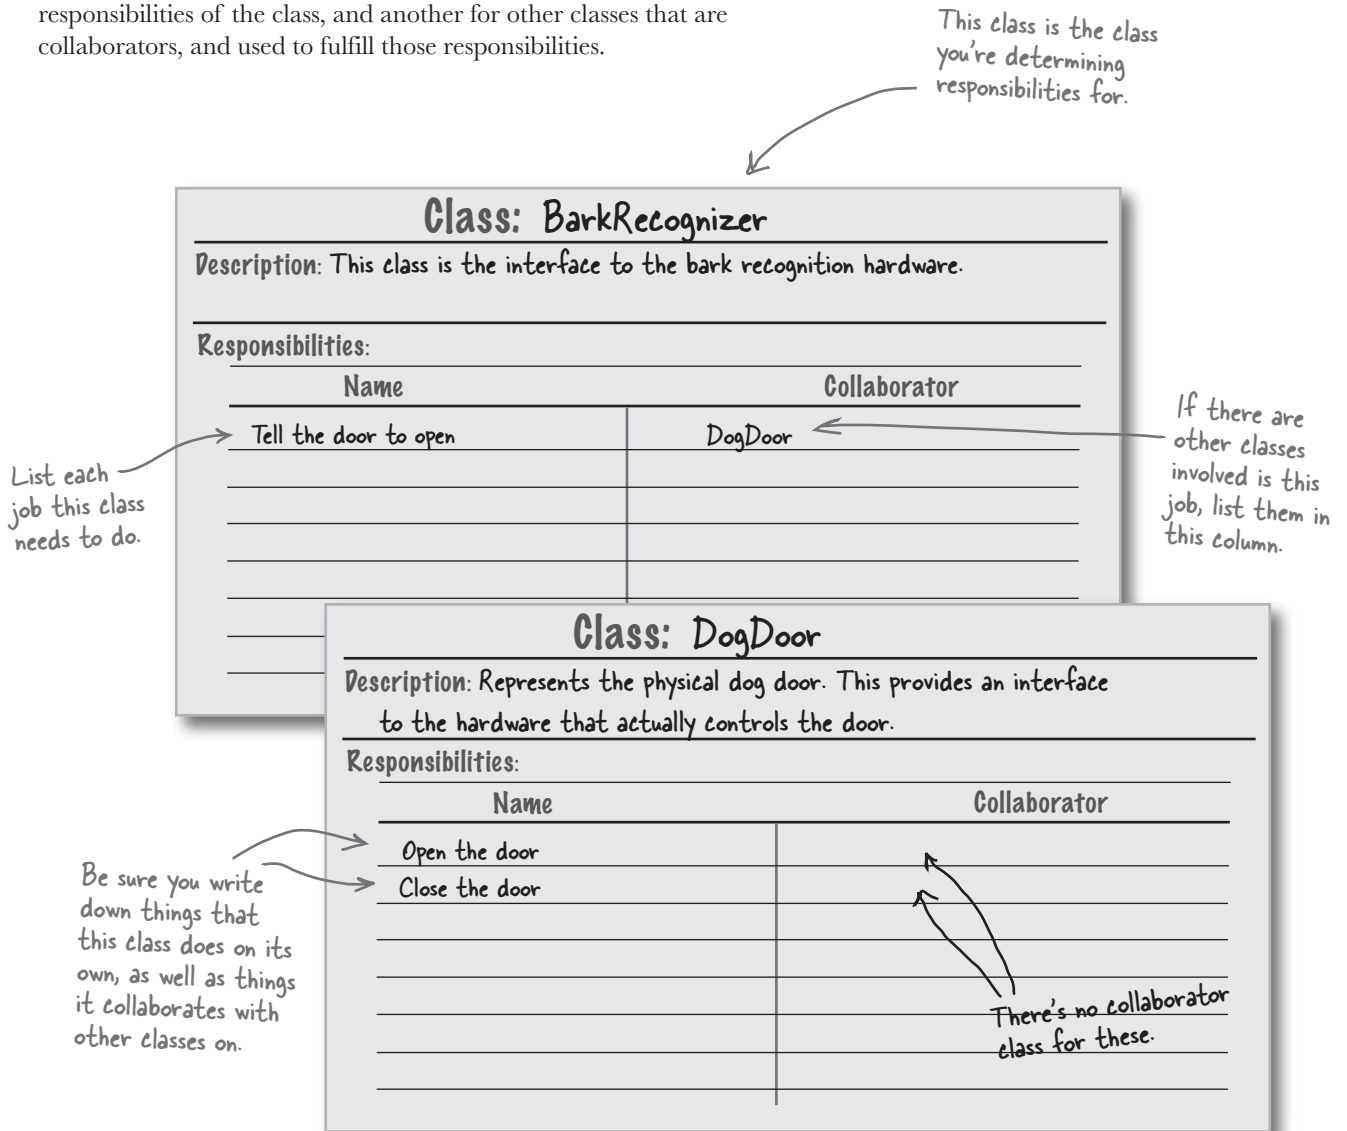 responsibilities of the class, and another for other classes that are
collaborators, and used to fulfill those responsibilities.
This class is the class
you're determining
responsibilities for.
Class: BarkRecognizer
Description: This class is the interface to the bark recognition hardware.
Responsibilities:
Name Collaborator
Tell the door to open DogDoor
List each
job this class
needs to do.
If there are
other classes
involved is this
job, list them in
this column.
Class: DogDoor
Description: Represents the physical dog door. This provides an interface
to the hardware that actually controls the door.
Responsibilities:
Name Collaborator
Open the door
Close the door
Be sure you write
down things that
this class does on its
own, as well as things
it collaborates with
other classes on.
There's no collaborator
class for these.